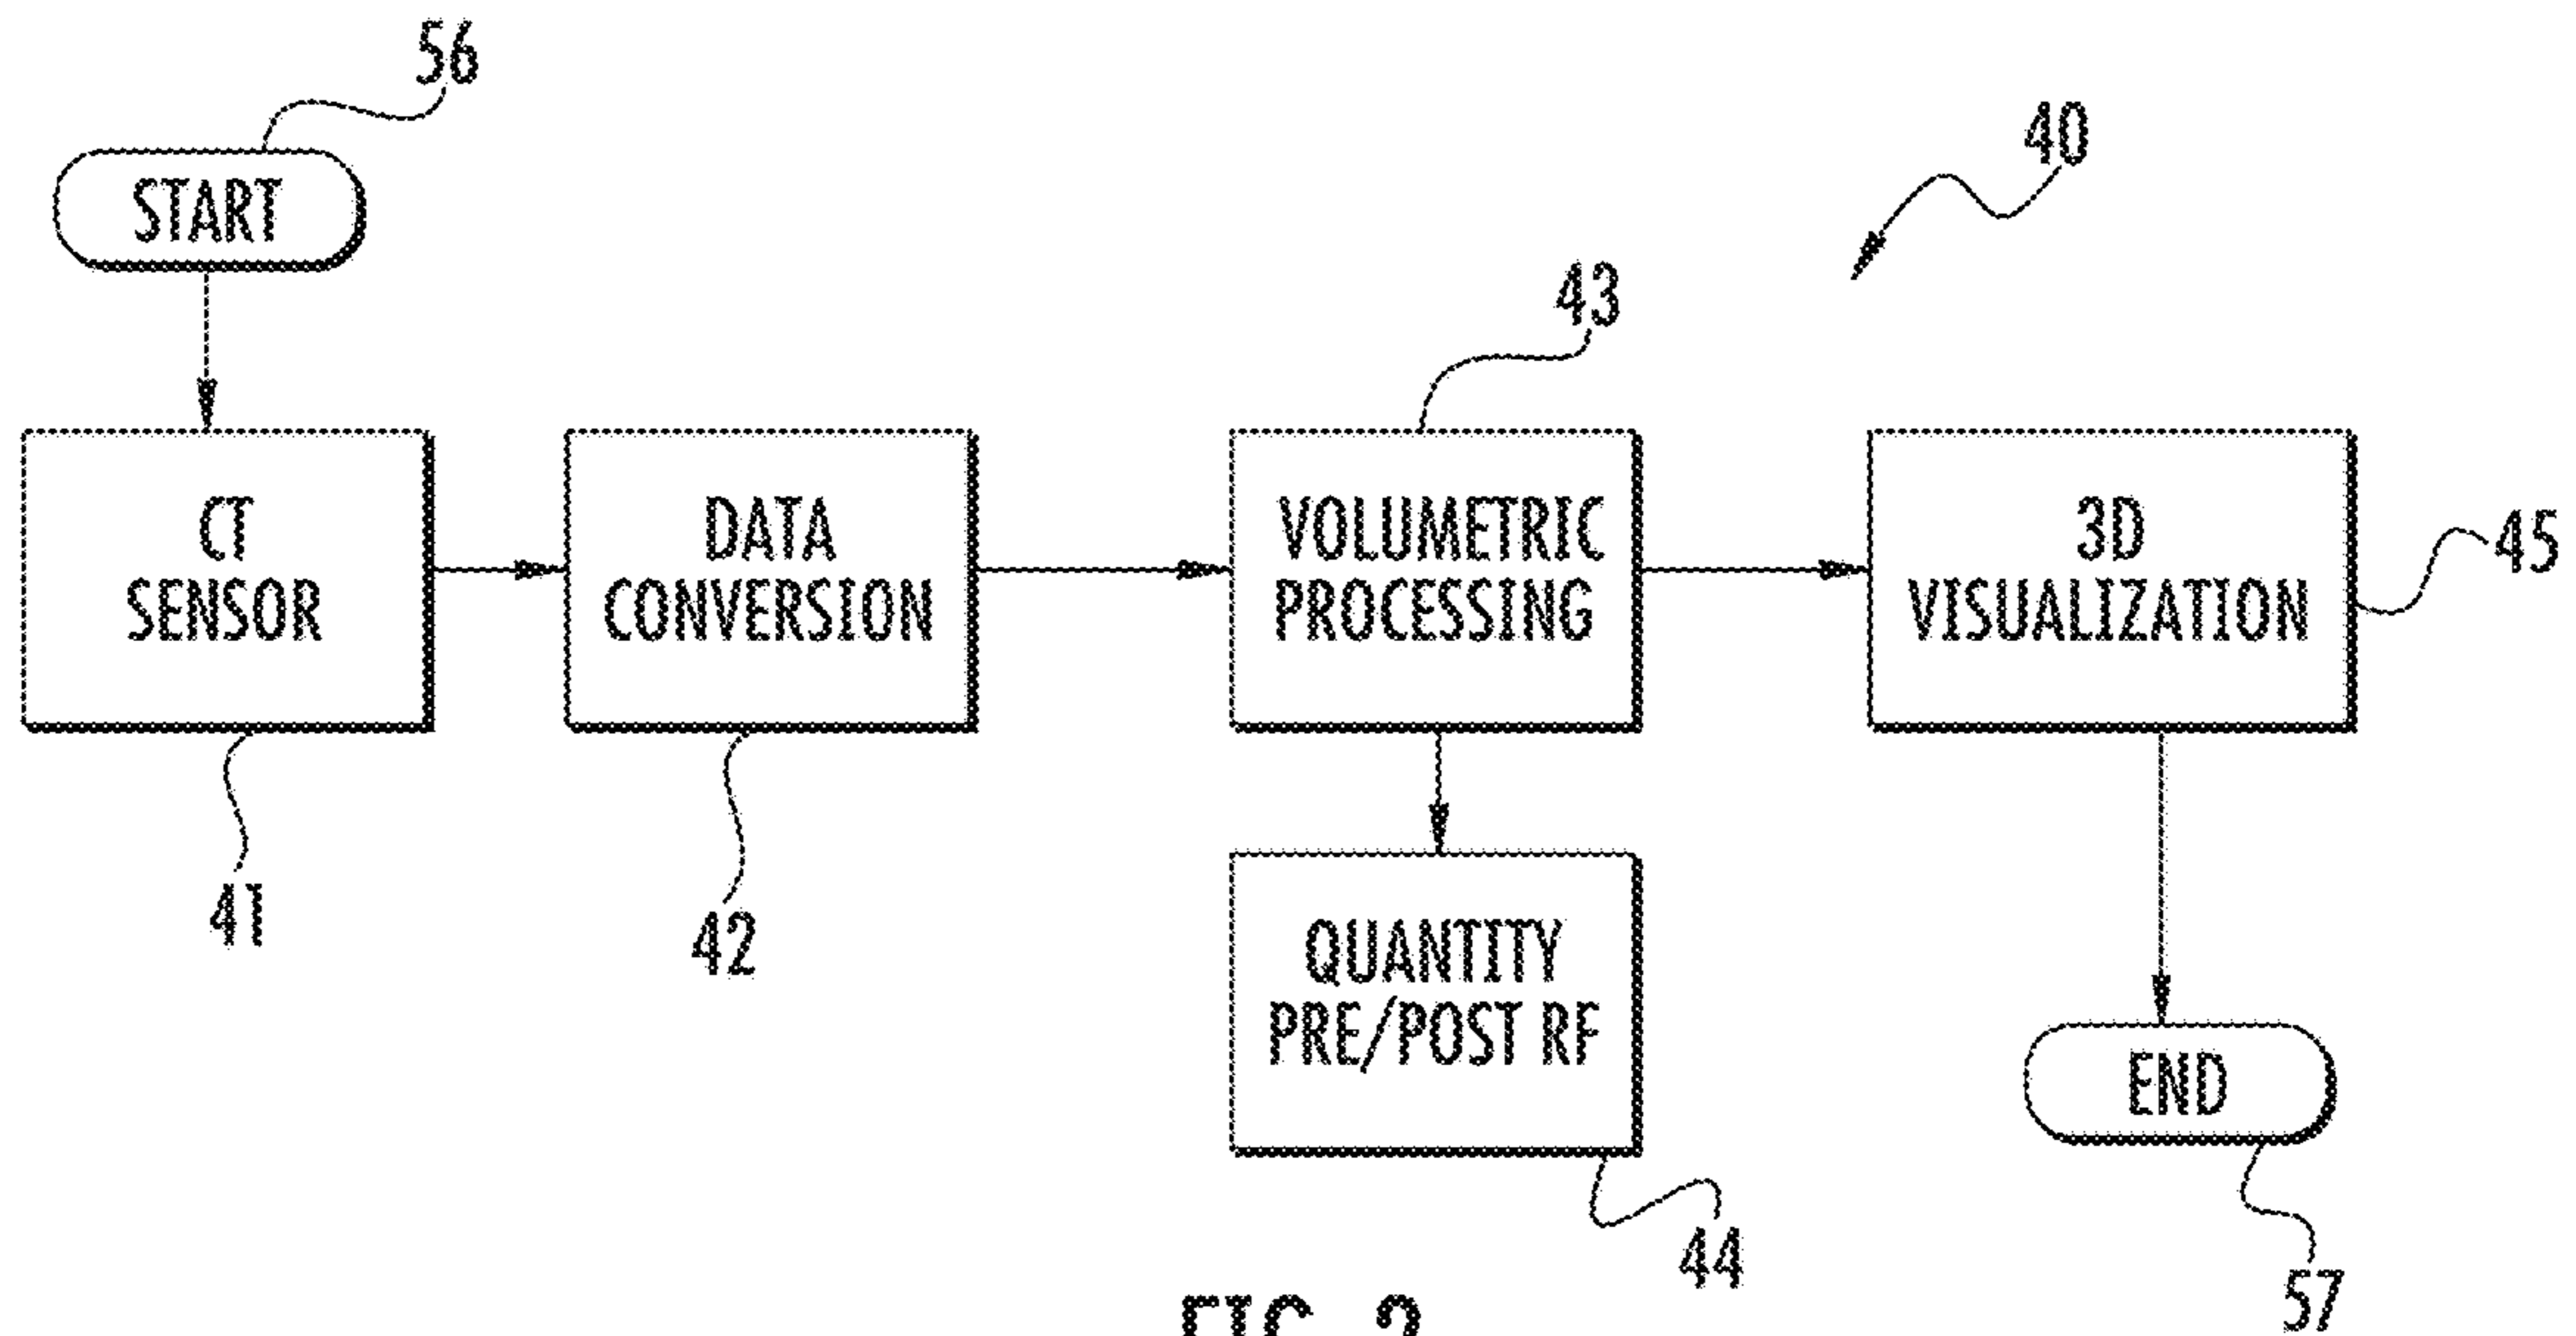 56
START
40
43
CT
SENSOR
DATA
CONVERSION
VOLUMETRIC
PROCESSING
3D
VISUALIZATION
45
41
42
QUANTITY
PRE/POST RF
END
44
57